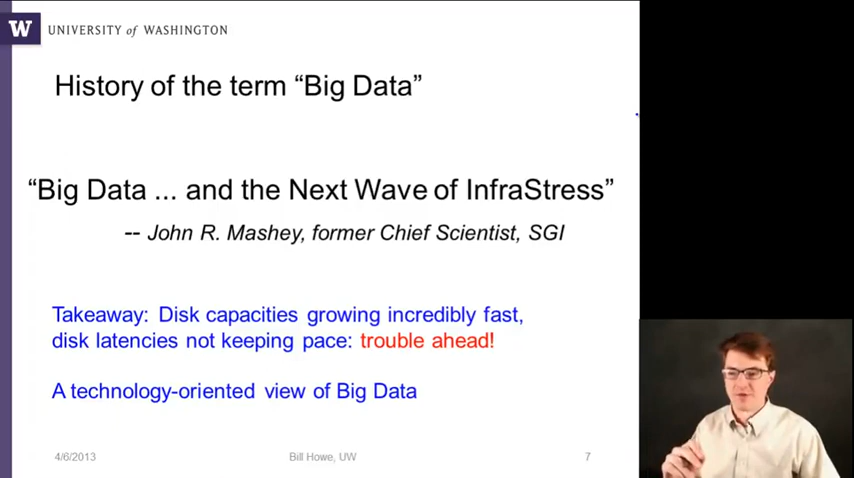 W UNIVERSITY of WASHINGTON
History of the term “Big Data”
“Big Data ... and the Next Wave of InfraStress”
-- John R. Mashey, former Chief Scientist, SGI
Takeaway: Disk capacities growing incredibly fast,
disk latencies not keeping pace: trouble ahead!
A technology-oriented view of Big Data
4/6/2013 Bill Howe, UW 7